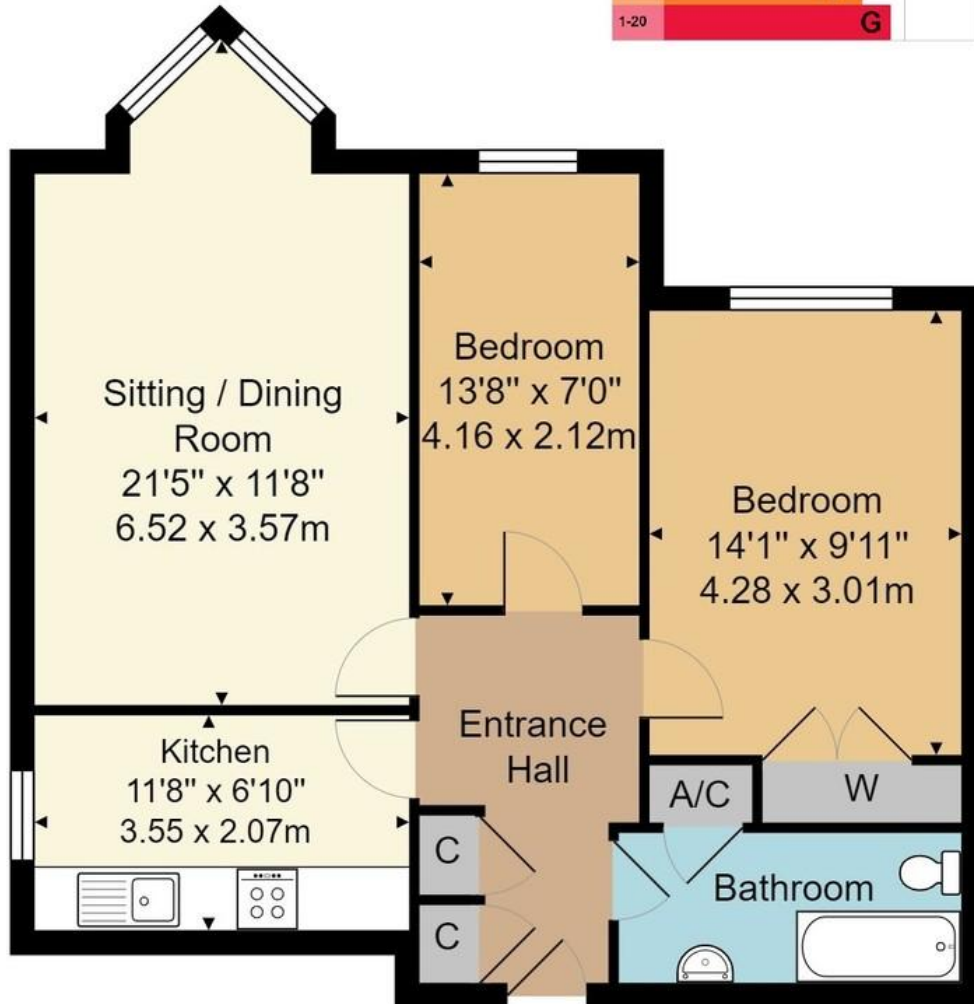 1-20 G
Sitting / Dining
Room
21'5" x 11'8"
6.52 x 3.57m
Bedroom
13'8" x 7'0"
4.16 x 2.12m
Bedroom
14'1" x 9'11"
4.28 x 3.01m
Kitchen
11'8" x 6'10"
3.55 x 2.07m
Entrance
Hall
A/C
W
C
C
Bathroom